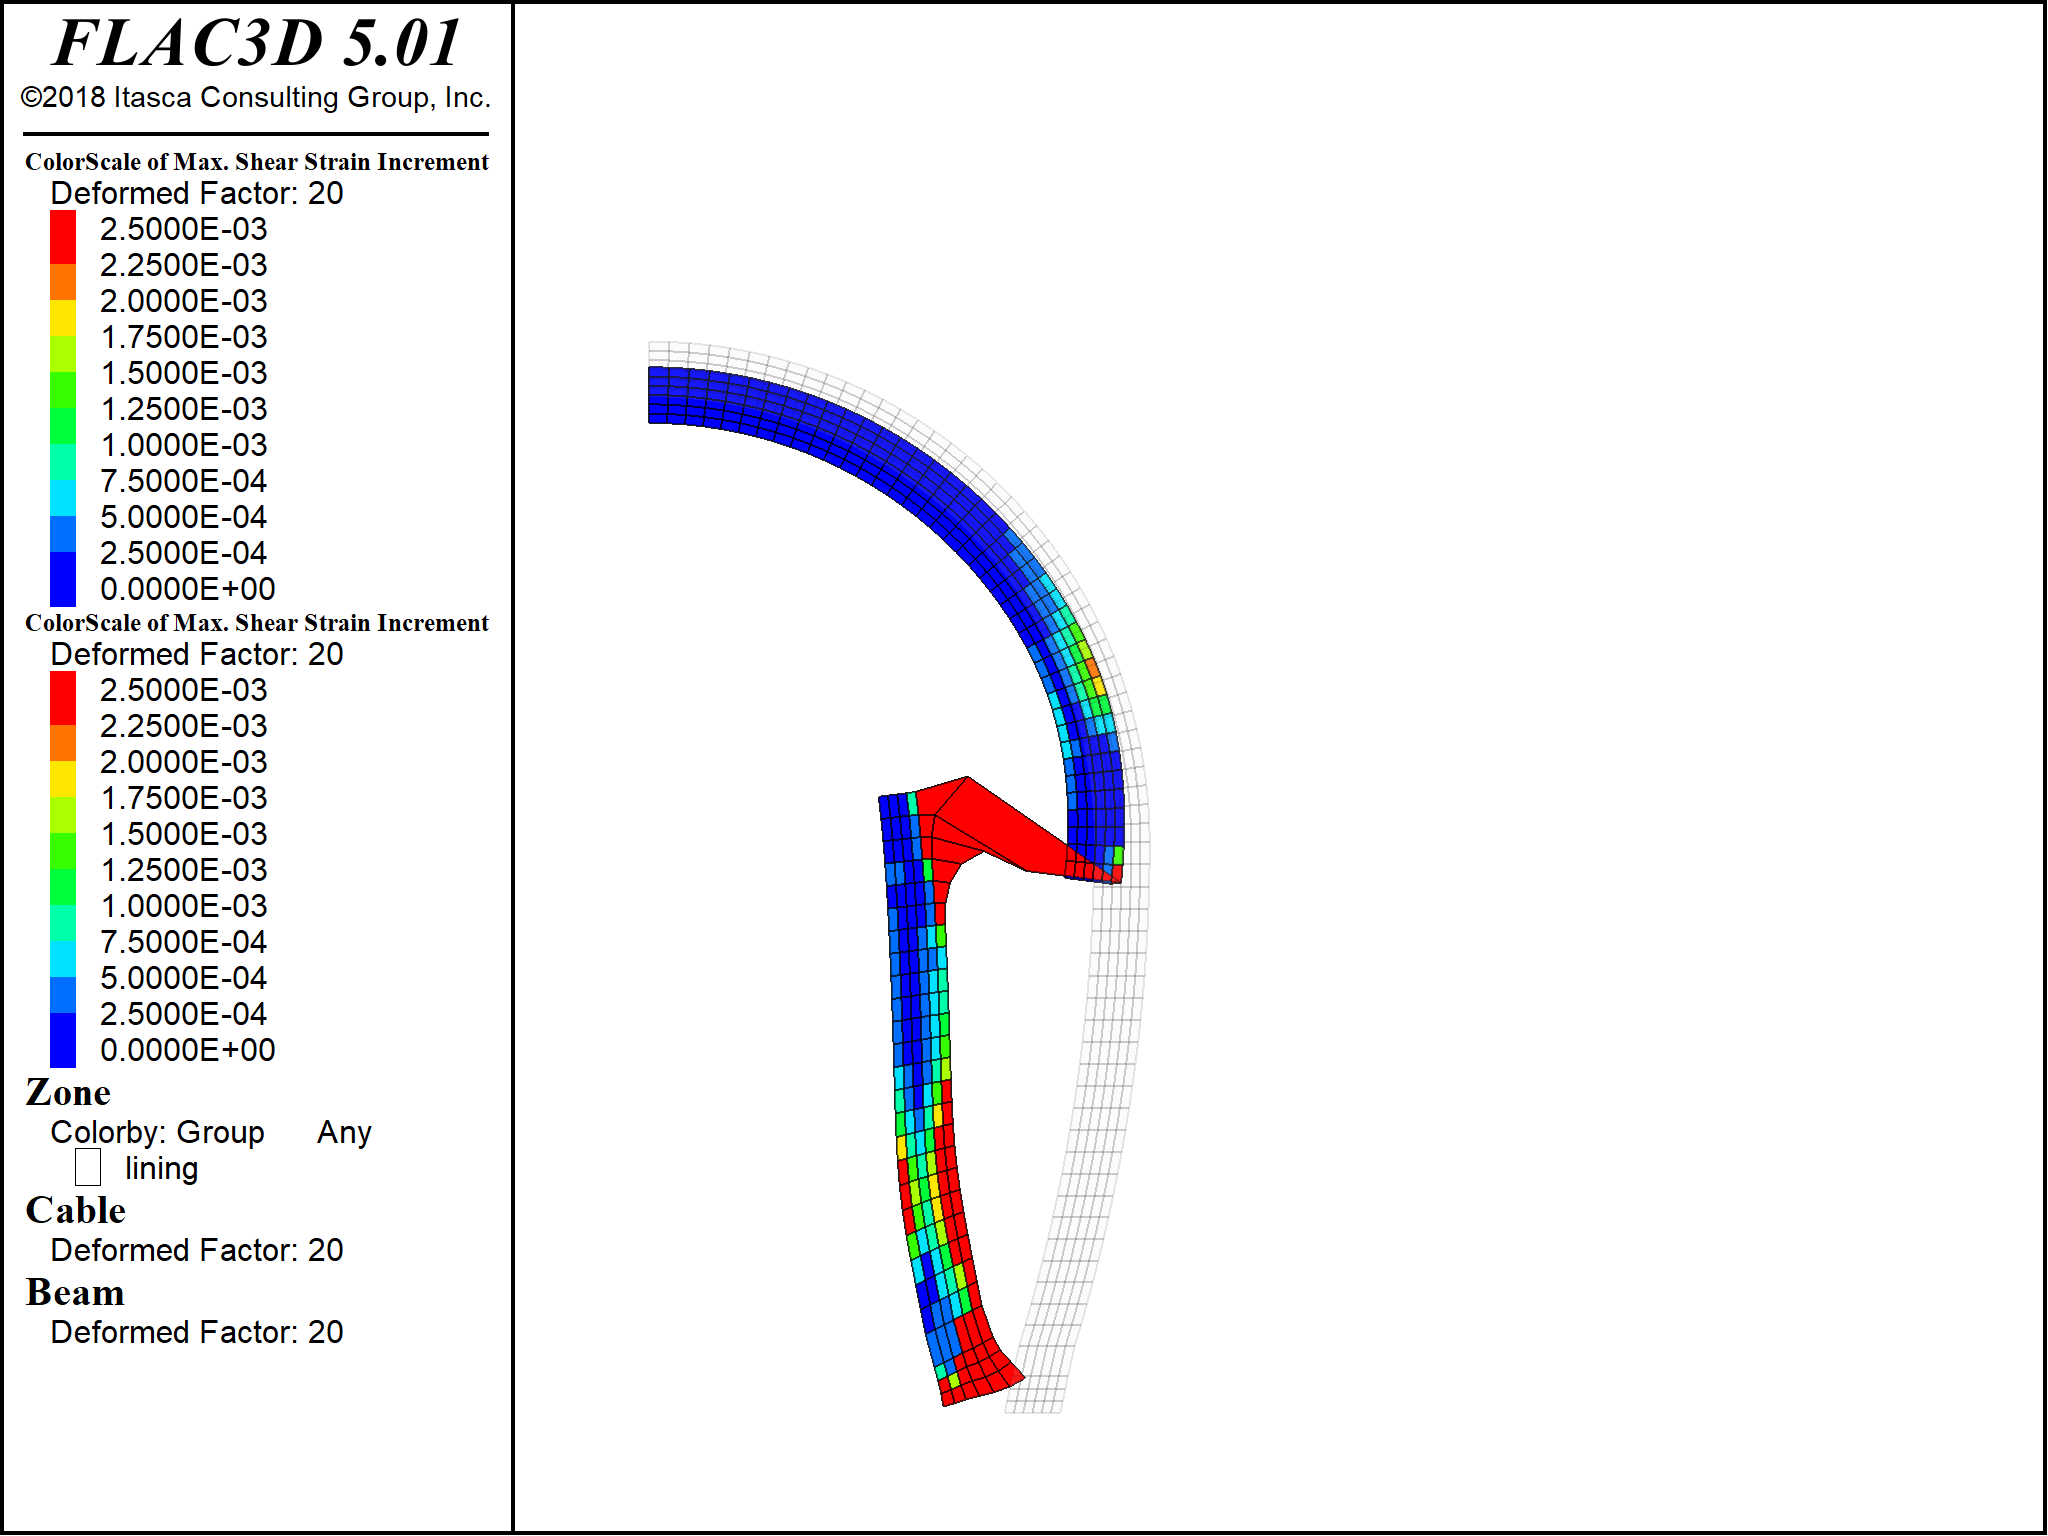 FLAC3D 5.01
©2018 Itasca Consulting Group, Inc.
ColorScale of Max. Shear Strain Increment
Deformed Factor: 20
2.5000E-03
2.2500E-03
2.0000E-03
1.7500E-03
1.5000E-03
1.2500E-03
1.0000E-03
7.5000E-04
5.0000E-04
2.5000E-04
0.0000E+00
ColorScale of Max. Shear Strain Increment
Deformed Factor: 20
2.5000E-03
2.2500E-03
2.0000E-03
1.7500E-03
1.5000E-03
1.2500E-03
1.0000E-03
7.5000E-04
5.0000E-04
2.5000E-04
0.0000E+00
Zone
Colorby: Group Any
lining
Cable
Deformed Factor: 20
Beam
Deformed Factor: 20